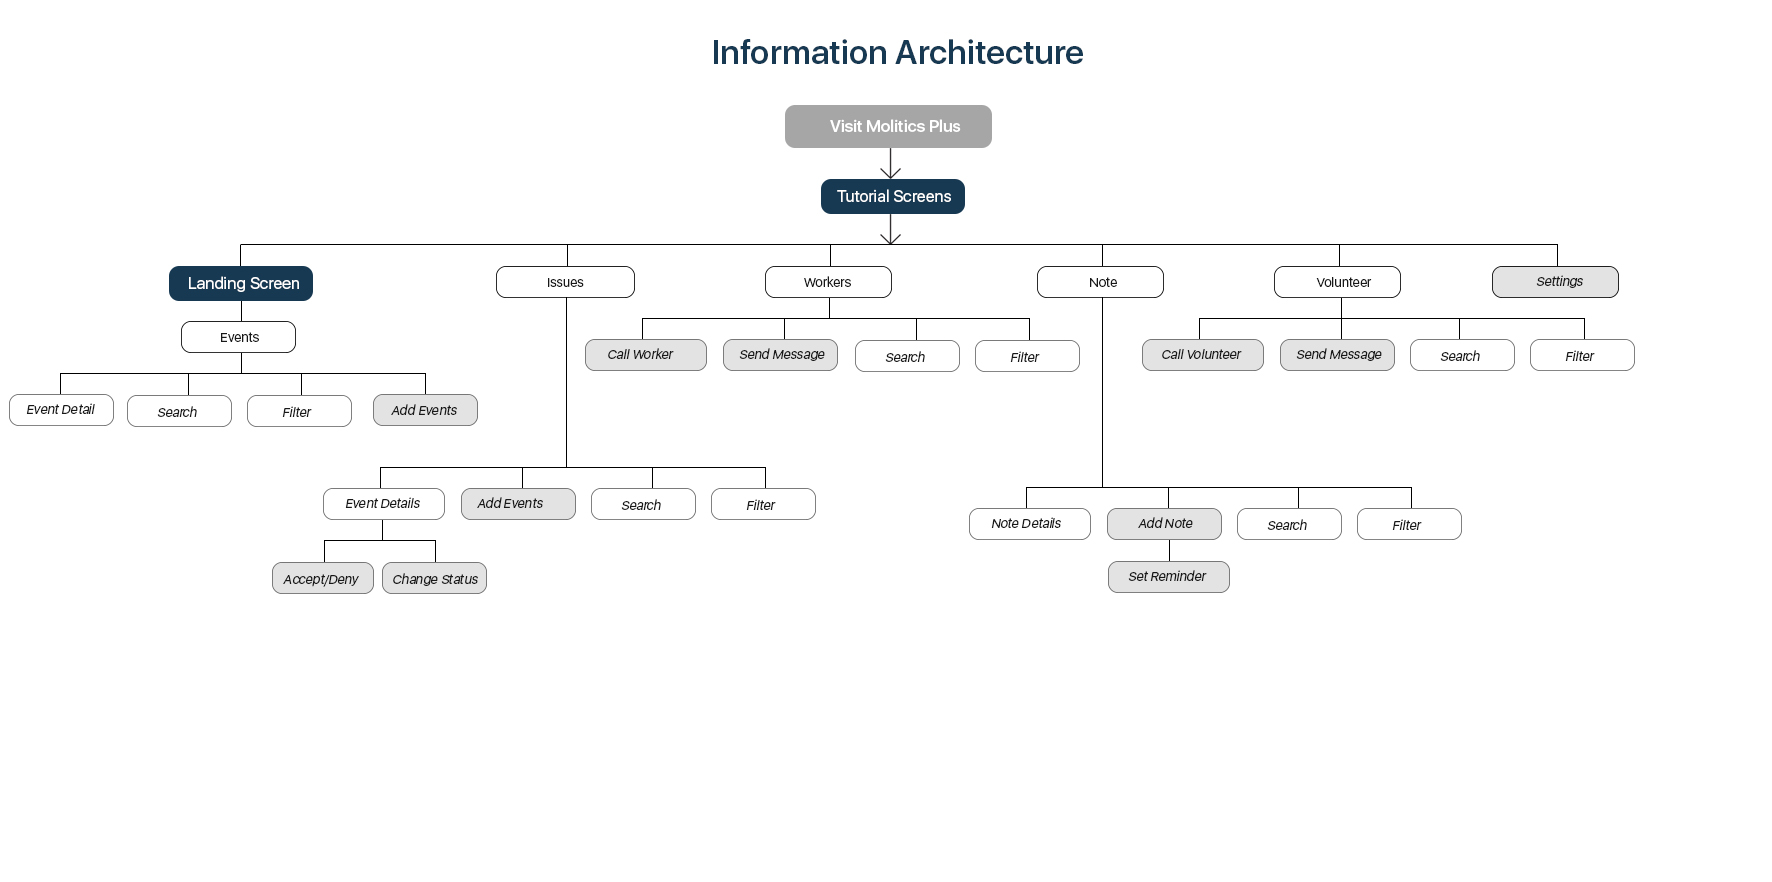 Information Architecture
Visit Molitics Plus
Tutorial Screens
Landing Screen
Issues
Workers
Note
Volunteer
Settings
Events
Call Worker
Send Message
Search
Filter
Call Volunteer
Send Message
Search
Filter
Event Detail
Search
Filter
Add Events
Event Details
Add Events
Search
Filter
Note Details
Add Note
Search
Filter
Accept/Deny
Change Status
Set Reminder